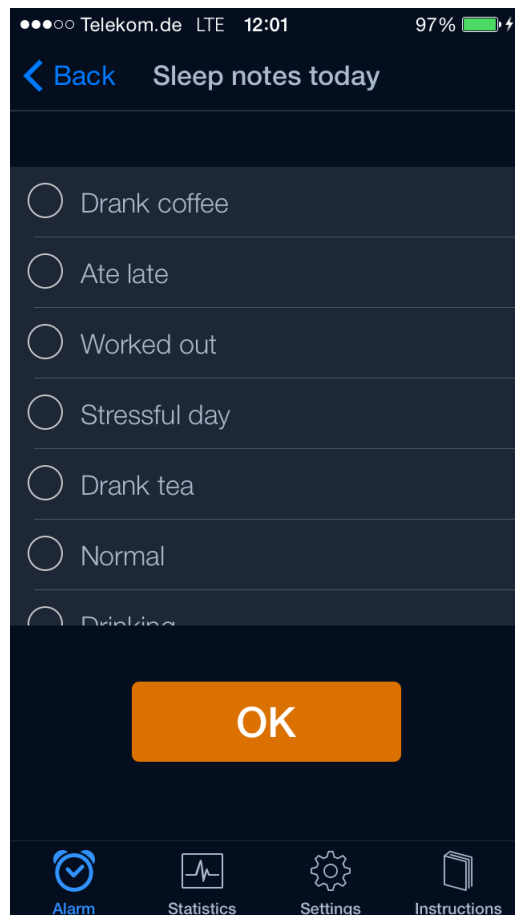 Telekom.de LTE 12:01 97%
Back Sleep notes today
Drank coffee
Ate late
Worked out
Stressful day
Drank tea
Normal
Drinking
OK
Alarm Statistics Settings Instructions